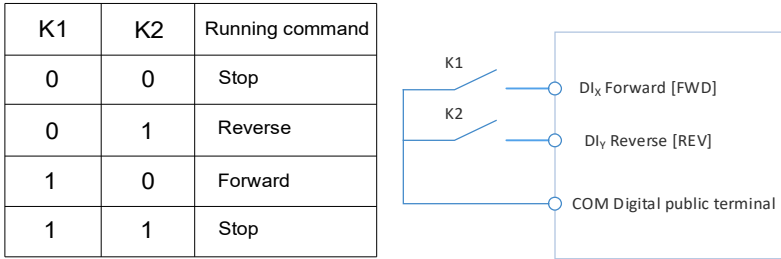 K1 K2 Running command
0 0 Stop
0 1 Reverse
1 0 Forward
1 1 Stop
K1
DIX Forward [FWD]
K2
DIY Reverse [REV]
COM Digital public terminal